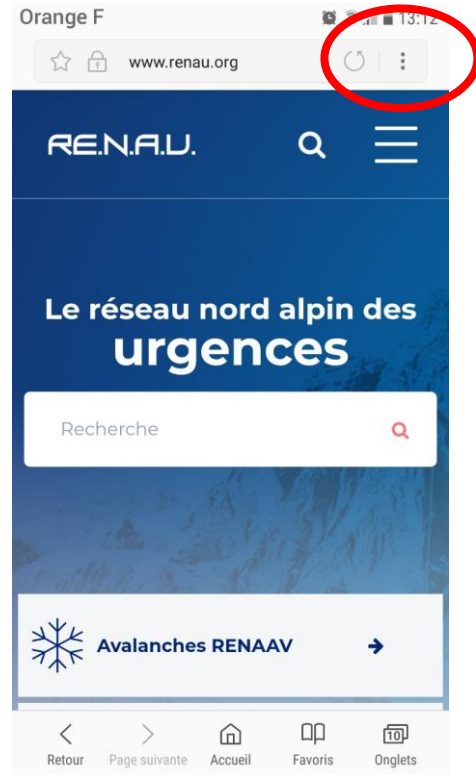 Orange F 13:12
www.renau.org
RE.N.A.U.
Le réseau nord alpin des
urgences
Recherche
Avalanches RENAAV
10
Retour Page suivante Accueil Favoris Onglets